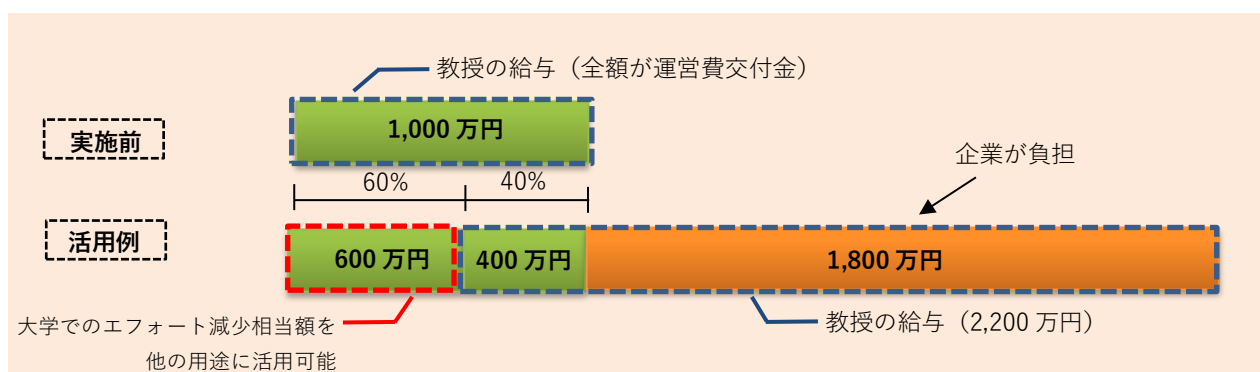 教授の給与（全額が運営費交付金）
実施前
1,000 万円
企業が負担
60%
40%
活用例
600 万円
400 万円
1,800 万円
大学でのエフォート減少相当額を
他の用途に活用可能
教授の給与（2,200 万円）